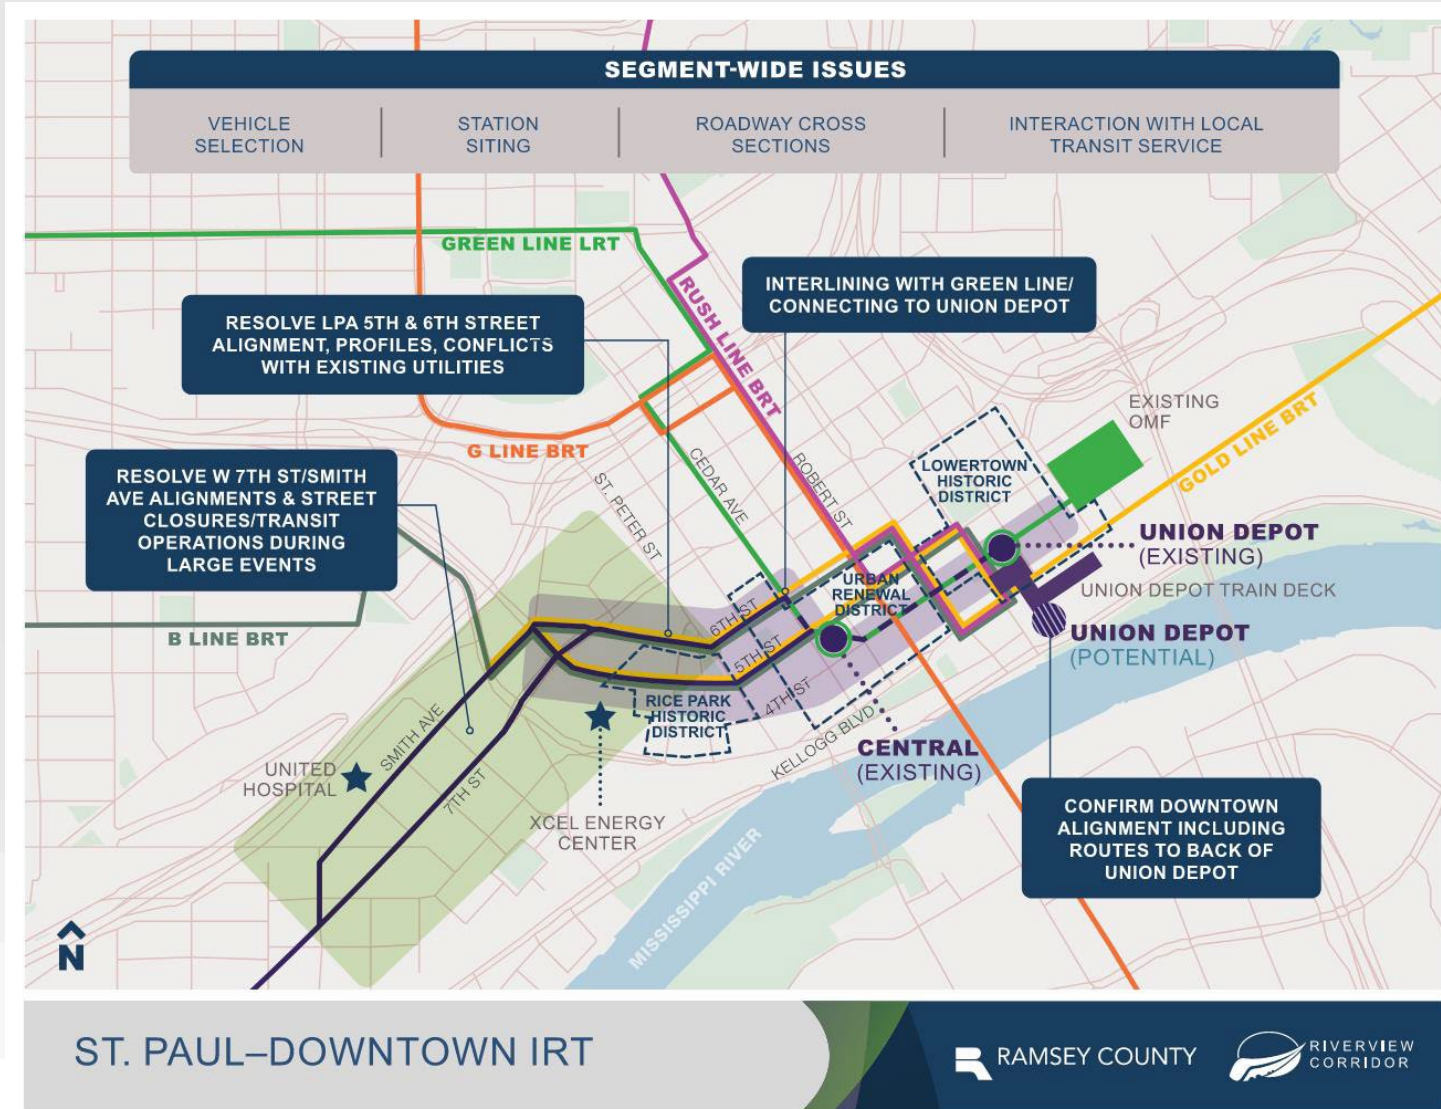 SEGMENT-WIDE ISSUES
VEHICLE
SELECTION
STATION
SITING
ROADWAY CROSS
SECTIONS
INTERACTION WITH LOCAL
TRANSIT SERVICE
GREEN LINE LRT
RUSH LINE BRT
INTERLINING WITH GREEN LINE/
CONNECTING TO UNION DEPOT
RESOLVE LPA 5TH & 6TH STREET
ALIGNMENT, PROFILES, CONFLICTS
WITH EXISTING UTILITIES
EXISTING
OMF
GOLD LINE BRT
G LINE BRT
RESOLVE W 7TH ST/SMITH
AVE ALIGNMENTS & STREET
CLOSURES/TRANSIT
OPERATIONS DURING
LARGE EVENTS
ST. PETER ST
CEDAR AVE
ROBERT ST
LOWERTOWN
HISTORIC
DISTRICT
UNION DEPOT
(EXISTING)
URBAN
RENEWAL
DISTRICT
UNION DEPOT TRAIN DECK
B LINE BRT
6TH ST
5TH ST
4TH ST
UNION DEPOT
(POTENTIAL)
RICE PARK
HISTORIC
DISTRICT
KELLOGG BLVD
CENTRAL
(EXISTING)
SMITH AVE
7TH ST
UNITED
HOSPITAL
XCEL ENERGY
CENTER
MISSISSIPPI RIVER
CONFIRM DOWNTOWN
ALIGNMENT INCLUDING
ROUTES TO BACK OF
UNION DEPOT
N
ST. PAUL–DOWNTOWN IRT
RAMSEY COUNTY
RIVERVIEW
CORRIDOR